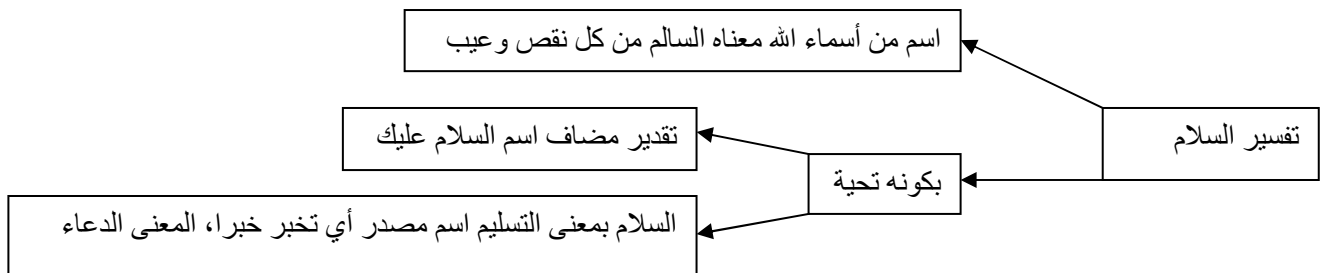 اسم من أسماء الله معناه السالم من كل نقص وعيب
تفسير السلام
تقدير مضاف اسم السلام عليك
بكونه تحية
السلام بمعنى التسليم اسم مصدر أي تخبر خبرا، المعنى الدعاء